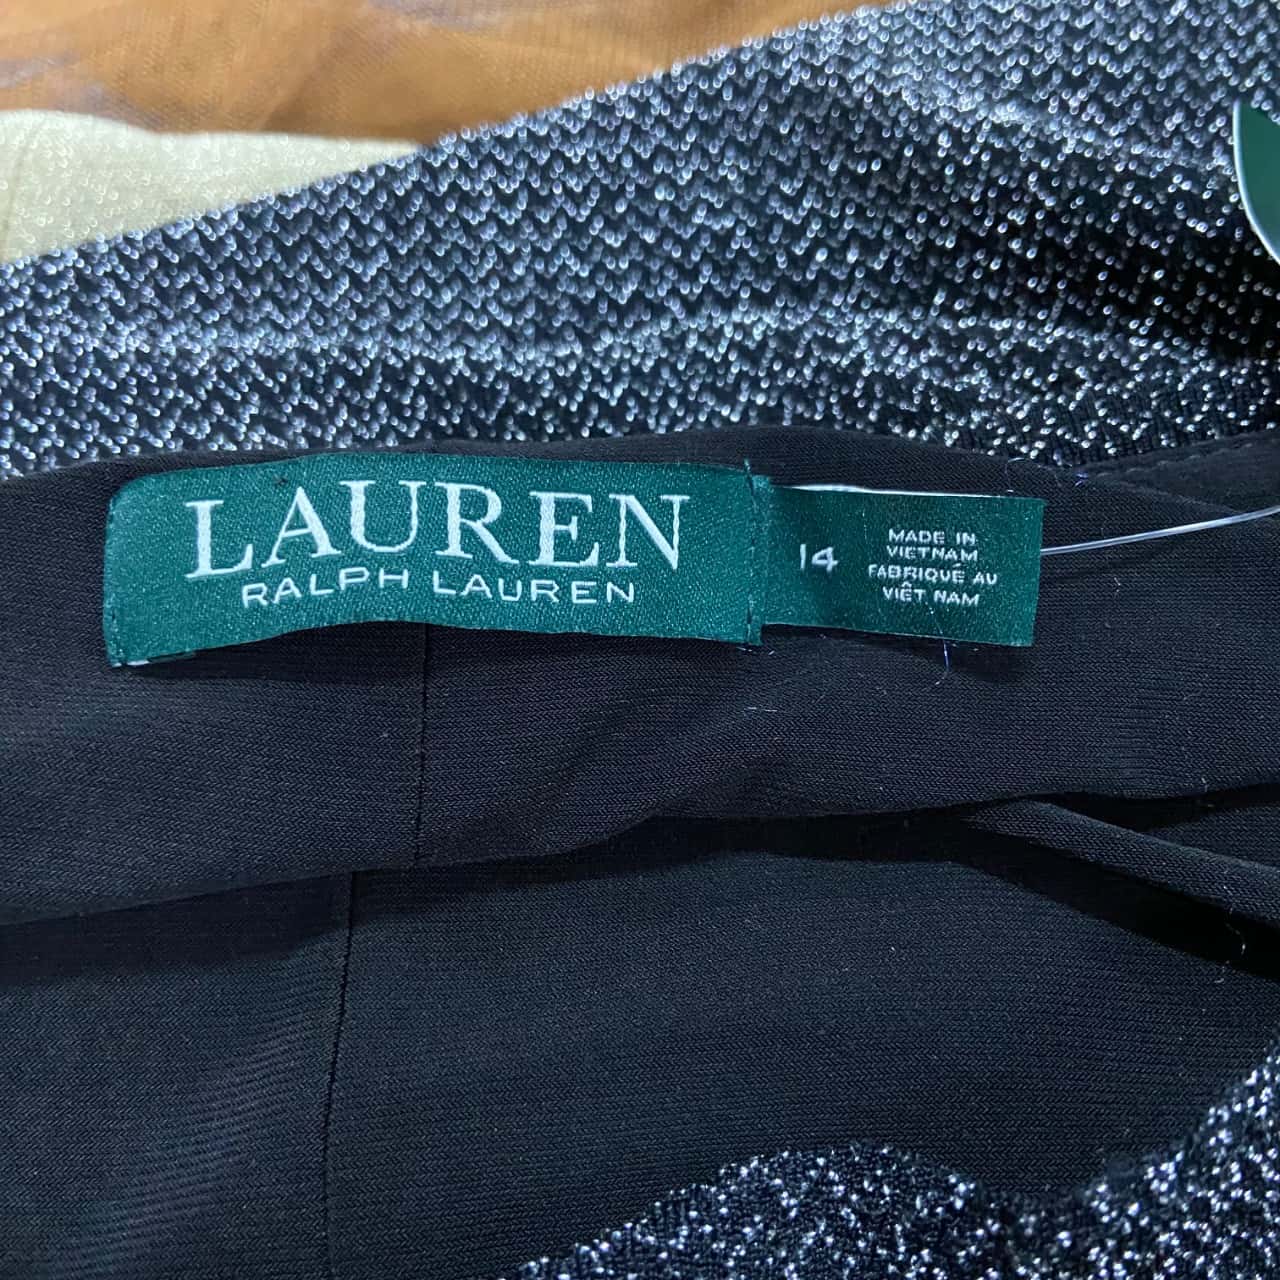 LAUREN
RALPH LAUREN
14
MADE IN
VIETNAM
FABRIQUÉ AU
VIÊT NAM